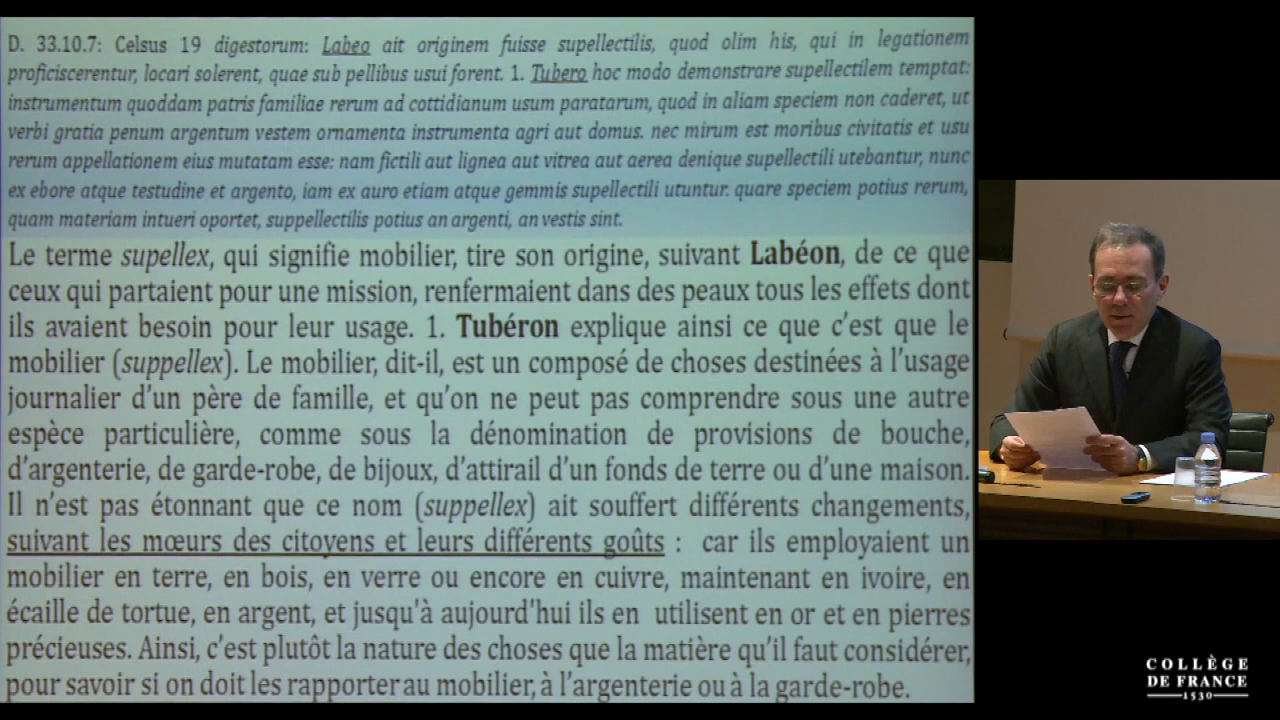 D. 33.10.7: Celsus 19 digestorum: Labeo ait originem fuisse supellectilis, quod olim his, qui in legationem
proficiscerentur, locari solerent, quae sub pellibus usui forent. 1. Tubero hoc modo demonstrare supellectilem temptat:
instrumentum quoddam patris familiae rerum ad cottidianum usum paratarum, quod in aliam speciem non caderet, ut
verbi gratia penum argentum vestem ornamenta instrumenta agri aut domus. nec mirum est moribus civitatis et usu
rerum appellationem eius mutatam esse: nam fictili aut lignea aut vitrea aut aerea denique supellectili utebantur, nunc
ex ebore atque testudine et argento, iam ex auro etiam atque gemmis supellectili utuntur. quare speciem potius rerum,
quam materiam intueri oportet, suppellectilis potius an argenti, an vestis sint.
Le terme supellex, qui signifie mobilier, tire son origine, suivant Labéon, de ce que
ceux qui partaient pour une mission, renfermaient dans des peaux tous les effets dont
ils avaient besoin pour leur usage. 1. Tubéron explique ainsi ce que c'est que le
mobilier (suppellex). Le mobilier, dit-il, est un composé de choses destinées à l'usage
journalier d'un père de famille, et qu'on ne peut pas comprendre sous une autre
espèce particulière, comme sous la dénomination de provisions de bouche,
d'argenterie, de garde-robe, de bijoux, d'attirail d'un fonds de terre ou d'une maison.
Il n'est pas étonnant que ce nom (suppellex) ait souffert différents changements,
suivant les mœurs des citoyens et leurs différents goûts : car ils employaient un
mobilier en terre, en bois, en verre ou encore en cuivre, maintenant en ivoire, en
écaille de tortue, en argent, et jusqu'à aujourd'hui ils en utilisent en or et en pierres
précieuses. Ainsi, c'est plutôt la nature des choses que la matière qu'il faut considérer,
pour savoir si on doit les rapporter au mobilier, à l'argenterie ou à la garde-robe.
COLLÈGE
DE FRANCE
1530